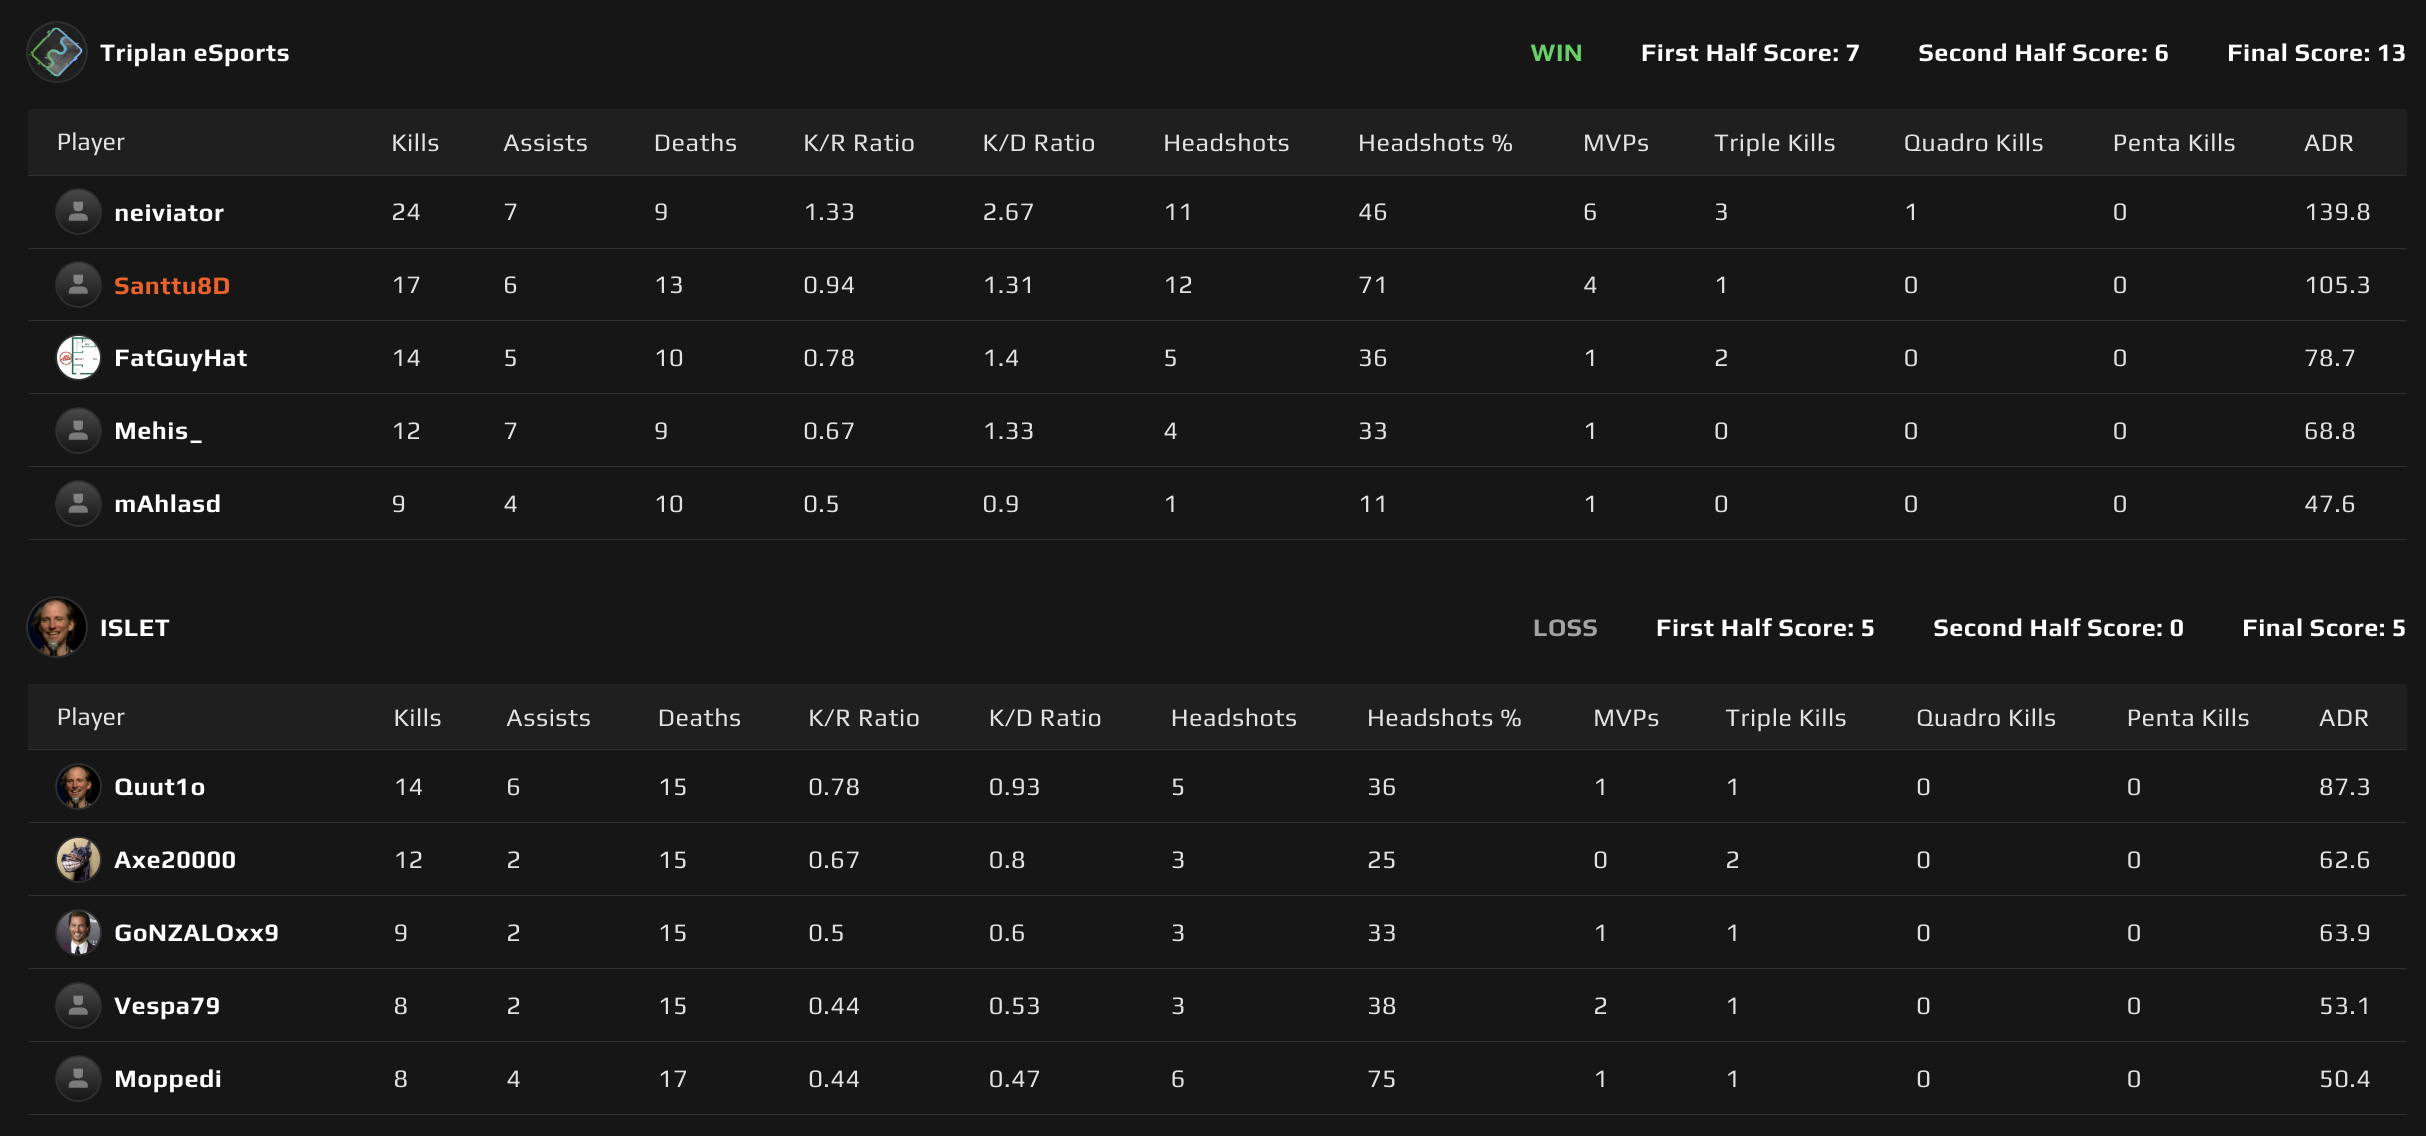 Triplan eSports WIN First Half Score: 7 Second Half Score: 6 Final Score: 13
Player Kills Assists Deaths K/R Ratio K/D Ratio Headshots Headshots % MVPs Triple Kills Quadro Kills Penta Kills ADR
neiviator 24 7 9 1.33 2.67 11 46 6 3 1 0 139.8
Santtu8D 17 6 13 0.94 1.31 12 71 4 1 0 0 105.3
FatGuyHat 14 5 10 0.78 1.4 5 36 1 2 0 0 78.7
Mehis_ 12 7 9 0.67 1.33 4 33 1 0 0 0 68.8
mAhlasd 9 4 10 0.5 0.9 1 11 1 0 0 0 47.6
ISLET LOSS First Half Score: 5 Second Half Score: 0 Final Score: 5
Player Kills Assists Deaths K/R Ratio K/D Ratio Headshots Headshots % MVPs Triple Kills Quadro Kills Penta Kills ADR
Quut1o 14 6 15 0.78 0.93 5 36 1 1 0 0 87.3
Axe20000 12 2 15 0.67 0.8 3 25 0 2 0 0 62.6
GoNZALOxx9 9 2 15 0.5 0.6 3 33 1 1 0 0 63.9
Vespa79 8 2 15 0.44 0.53 3 38 2 1 0 0 53.1
Moppedi 8 4 17 0.44 0.47 6 75 1 1 0 0 50.4